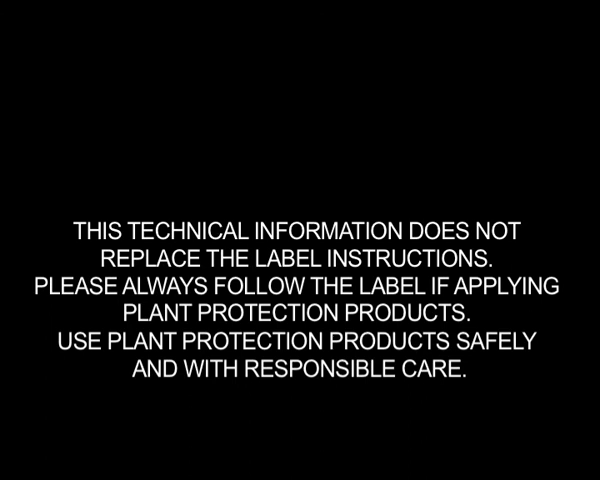 THIS TECHNICAL INFORMATION DOES NOT
REPLACE THE LABEL INSTRUCTIONS.
PLEASE ALWAYS FOLLOW THE LABEL IF APPLYING
PLANT PROTECTION PRODUCTS.
USE PLANT PROTECTION PRODUCTS SAFELY
AND WITH RESPONSIBLE CARE.